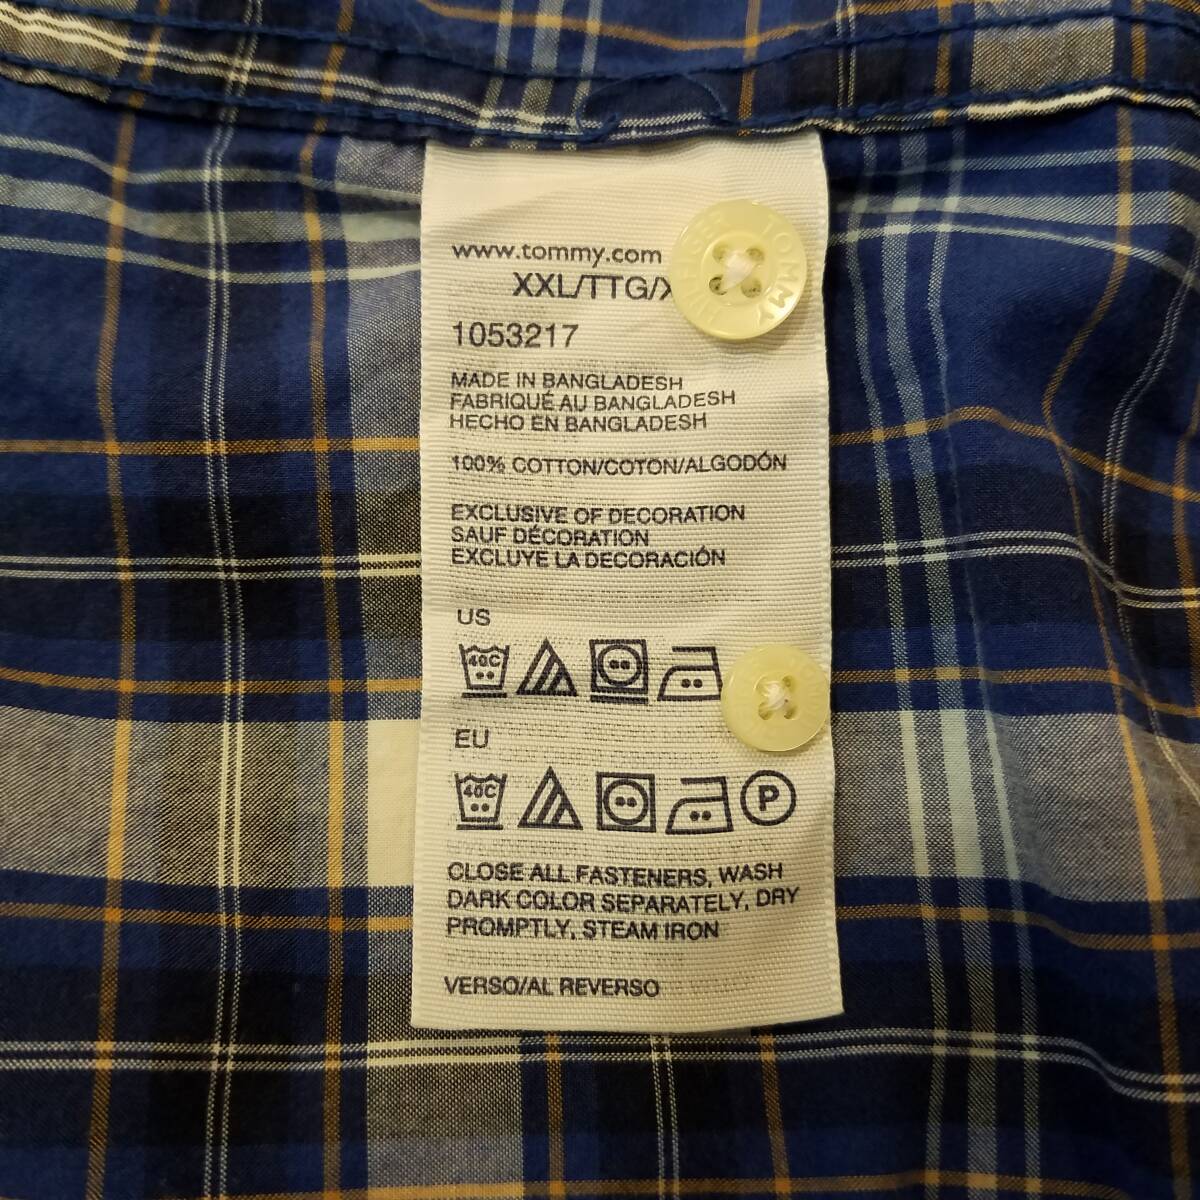 www.tommy.com
XXL/TTG/X
1053217
MADE IN BANGLADESH
FABRIQUÉ AU BANGLADESH
HECHO EN BANGLADESH
100% COTTON/COTON/ALGODÓN
EXCLUSIVE OF DECORATION
SAUF DÉCORATION
EXCLUYE LA DECORACIÓN
US
40C
EU
40C
P
CLOSE ALL FASTENERS, WASH
DARK COLOR SEPARATELY, DRY
PROMPTLY, STEAM IRON
VERSO/AL REVERSO
TOMMY HILFIGER